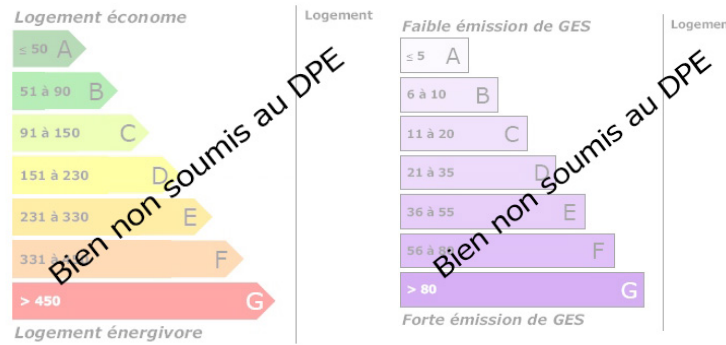 Logement économe
Logement
≤ 50 A
51 à 90 B
91 à 150 C
151 à 230 D
231 à 330 E
331 à F
> 450 G
Logement énergivore
Bien non soumis au DPE
Faible émission de GES
Logement
≤ 5 A
6 à 10 B
11 à 20 C
21 à 35 D
36 à 55 E
56 à 80 F
> 80 G
Forte émission de GES
Bien non soumis au DPE